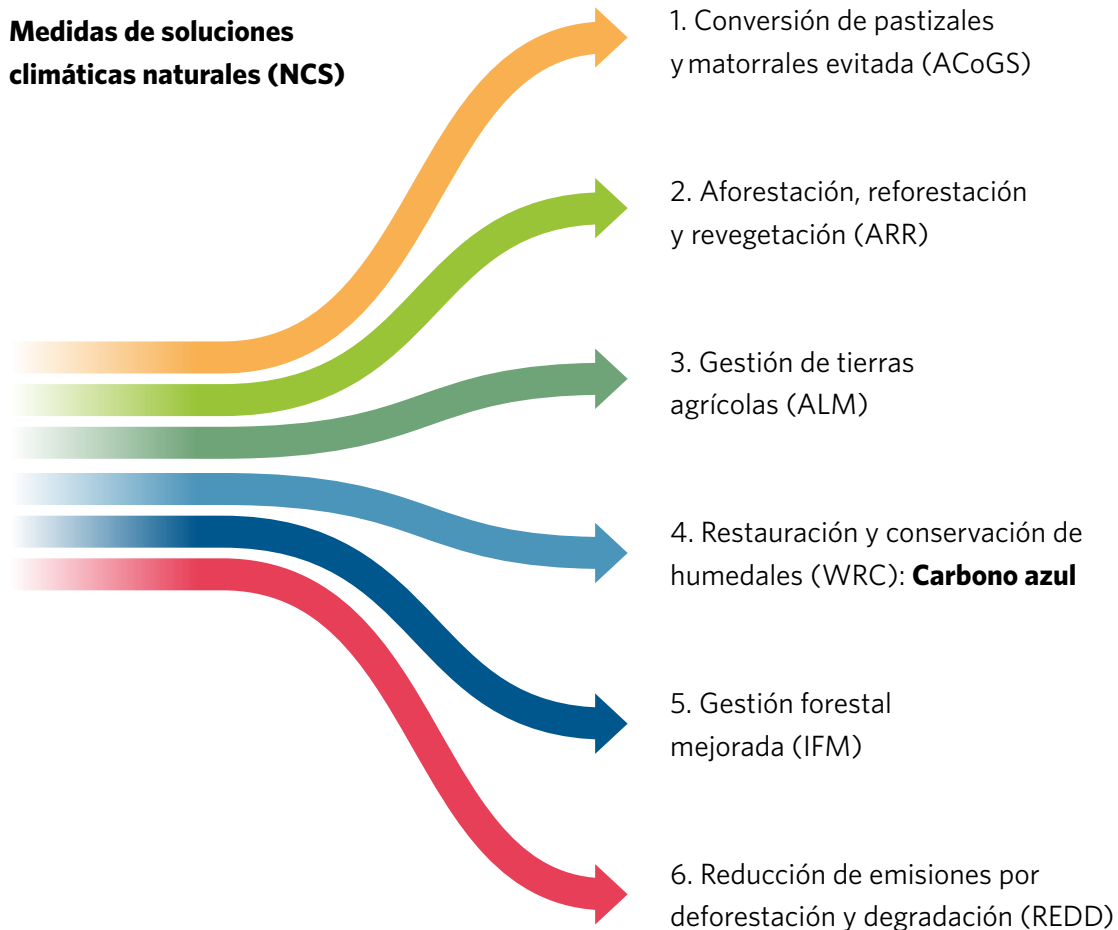 Medidas de soluciones
climáticas naturales (NCS)
1. Conversión de pastizales
y matorrales evitada (ACoGS)
2. Aforestación, reforestación
y revegetación (ARR)
3. Gestión de tierras
agrícolas (ALM)
4. Restauración y conservación de
humedales (WRC): Carbono azul
5. Gestión forestal
mejorada (IFM)
6. Reducción de emisiones por
deforestación y degradación (REDD)